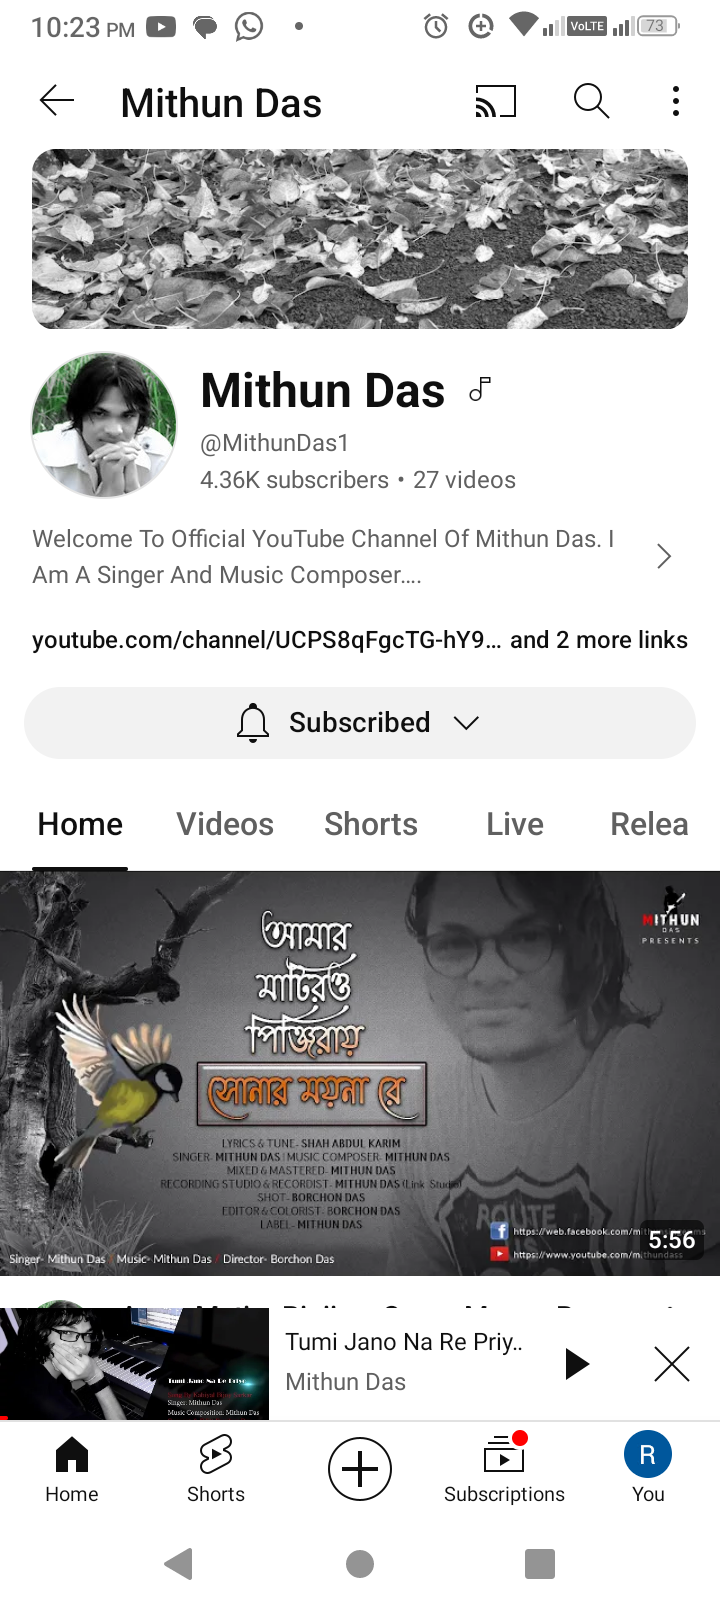 10:23 PM
VoLTE
73
Mithun Das
Mithun Das
@MithunDas1
4.36K subscribers • 27 videos
Welcome To Official YouTube Channel Of Mithun Das. I
Am A Singer And Music Composer....
youtube.com/channel/UCPS8qFgcTG-hY9... and 2 more links
Subscribed
Home Videos Shorts Live Relea
MITHUN
DAS
PRESENTS
আমার
মাটিরও
পিঞ্জিরায়
সোনার ময়না রে
LYRICS & TUNE- SHAH ABDUL KARIM
SINGER- MITHUN DAS | MUSIC COMPOSER- MITHUN DAS
MIXED & MASTERED- MITHUN DAS
RECORDING STUDIO & RECORDIST- MITHUN DAS (Link Studio)
SHOT- BORCHON DAS
EDITOR & COLORIST- BORCHON DAS
LABEL- MITHUN DAS
ROUTE
https://web.facebook.com/mi
5:56
https://www.youtube.com/mithundass
Singer- Mithun Das / Music- Mithun Das / Director- Borchon Das
Tumi Jano Na Re Priy..
Mithun Das
Tumi Jano Na Re Priyo
Singer: Mithun Das
Music Composition: Mithun Das
Home Shorts Subscriptions You
R